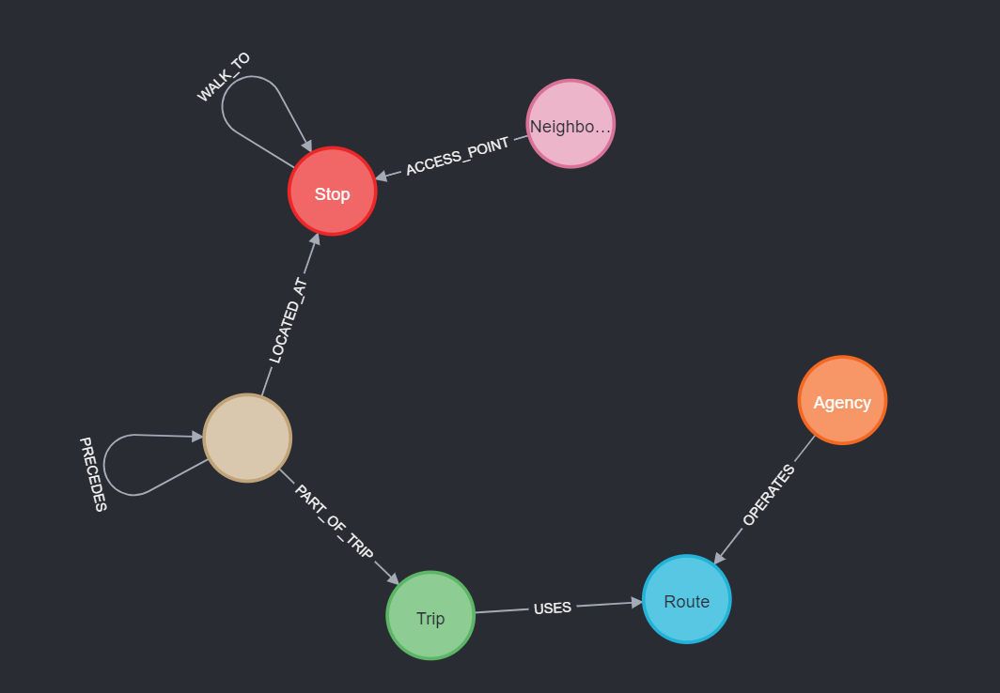 WALK_TO
Neighbo...
ACCESS_POINT
Stop
LOCATED_AT
Agency
PRECEDES
PART_OF_TRIP
OPERATES
Trip
USES
Route